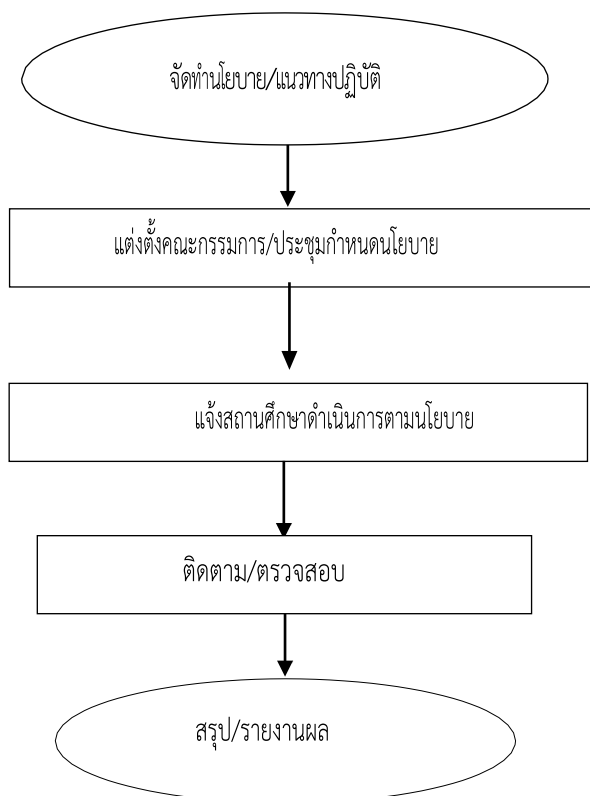 จัดทำนโยบาย/แนวทางปฏิบัติ
แต่งตั้งคณะกรรมการ/ประชุมกำหนดนโยบาย
แจ้งสถานศึกษาดำเนินการตามนโยบาย
ติดตาม/ตรวจสอบ
สรุป/รายงานผล